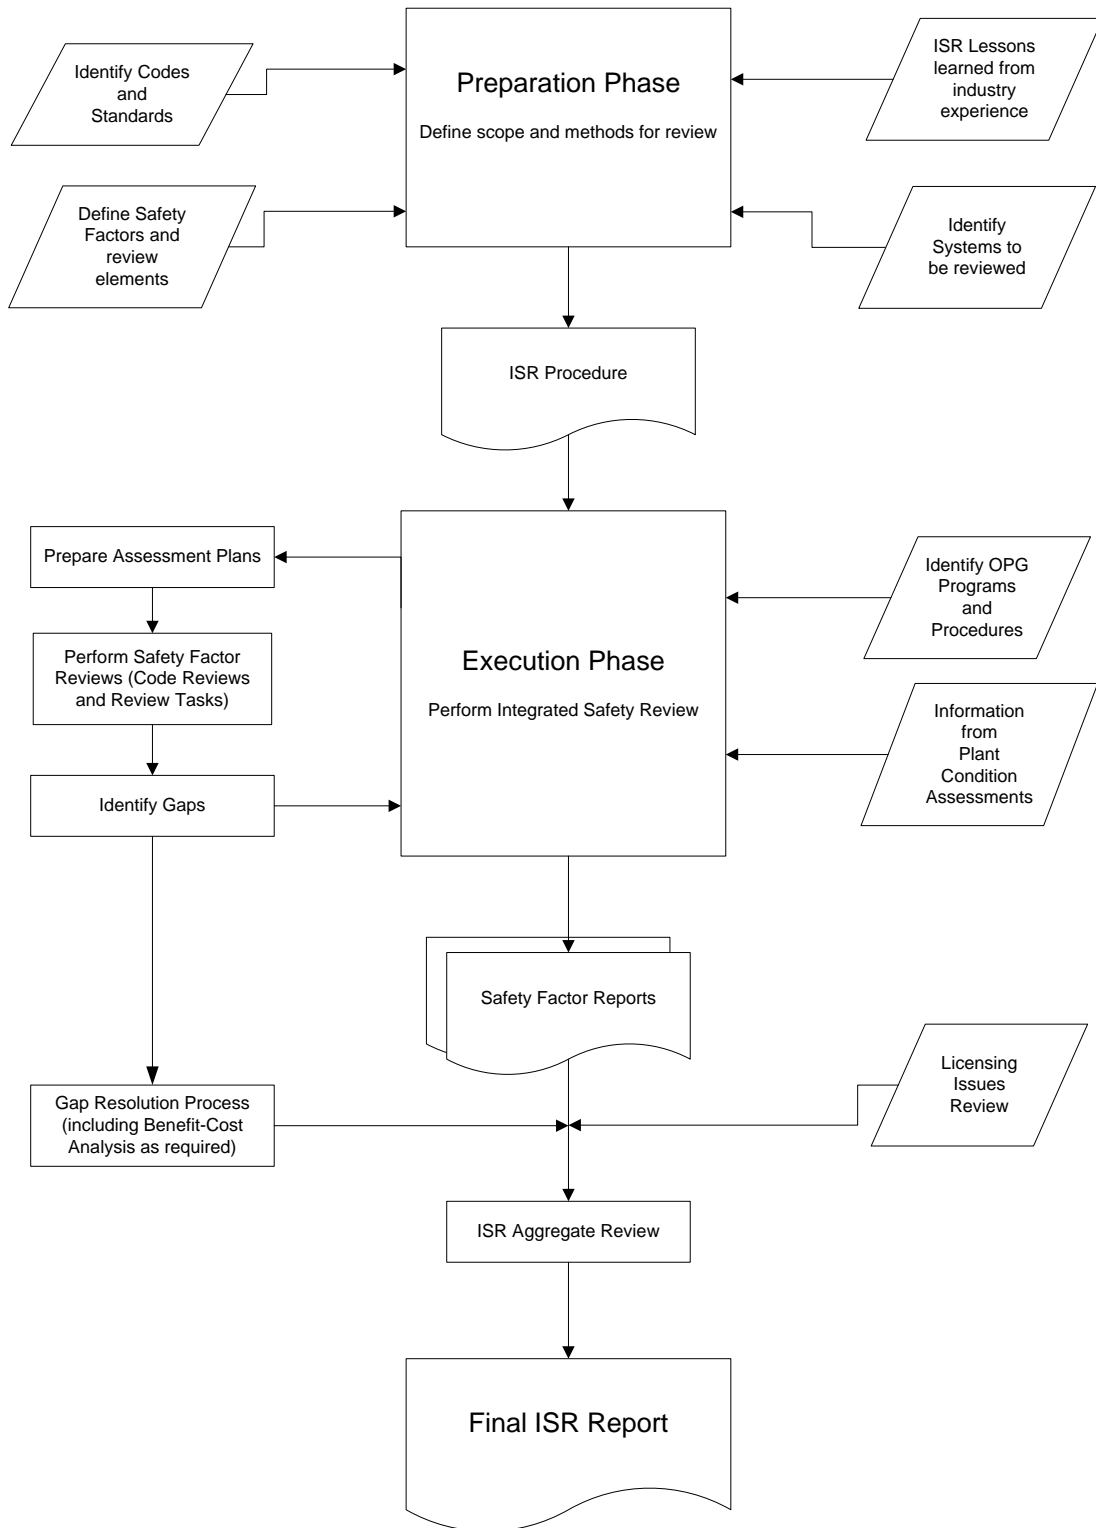 Identify Codes
and
Standards
Preparation Phase
Define scope and methods for review
ISR Lessons
learned from
industry
experience
Define Safety
Factors and
review
elements
Identify
Systems to
be reviewed
ISR Procedure
Prepare Assessment Plans
Perform Safety Factor
Reviews (Code Reviews
and Review Tasks)
Identify Gaps
Execution Phase
Perform Integrated Safety Review
Identify OPG
Programs
and
Procedures
Information
from
Plant
Condition
Assessments
Safety Factor Reports
Gap Resolution Process
(including Benefit-Cost
Analysis as required)
Licensing
Issues
Review
ISR Aggregate Review
Final ISR Report